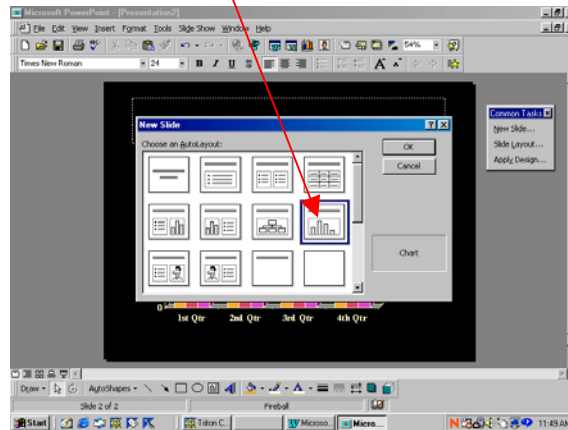 Microsoft PowerPoint - [Presentation2]
File Edit View Insert Format Tools Slide Show Window Help
54%
Times New Roman 24 B I U S A A
Common Tasks
New Slide...
Slide Layout...
Apply Design...
New Slide
Choose an AutoLayout:
OK
Cancel
Chart
0
1st Qtr 2nd Qtr 3rd Qtr 4th Qtr
Draw AutoShapes
Slide 2 of 2 Fireball
Start Triton C... Microso... Micro... 11:49 AM